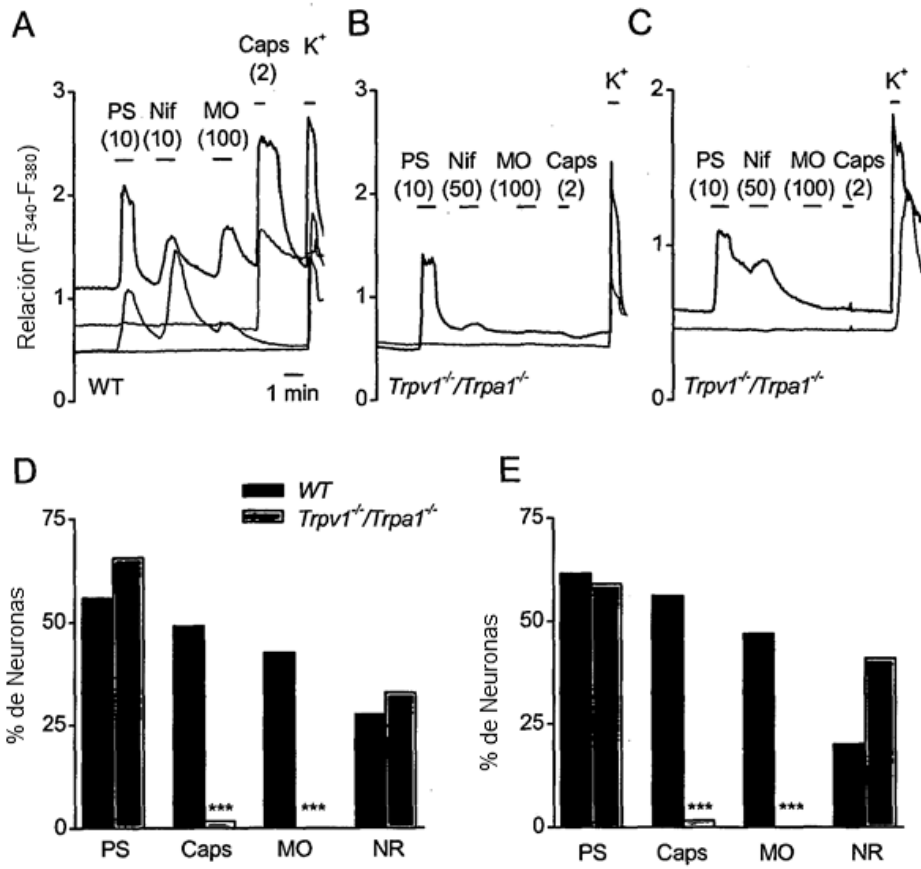 A
B
C
Caps
(2)
K+
PS
(10)
Nif
(10)
MO
(100)
3
2
1
0
Relación (F340-F380)
WT
1 min
K+
PS
(10)
Nif
(50)
MO
(100)
Caps
(2)
3
2
1
0
Trpv1-/-/Trpa1-/-
K+
PS
(10)
Nif
(50)
MO
(100)
Caps
(2)
2
1
0
Trpv1-/-/Trpa1-/-
D
WT
Trpv1-/-/Trpa1-/-
75
50
25
0
% de Neuronas
***
***
PS Caps MO NR
E
75
50
25
0
% de Neuronas
***
***
PS Caps MO NR